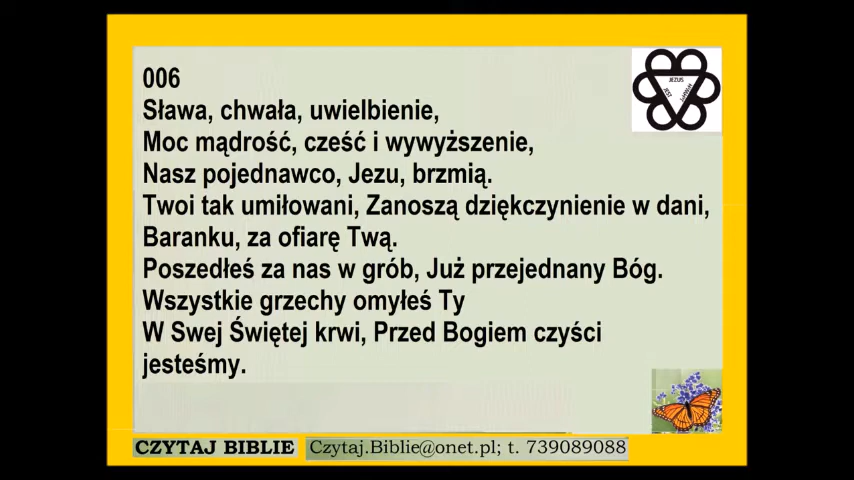 006
Sława, chwała, uwielbienie,
Moc mądrość, cześć i wywyższenie,
Nasz pojednawco, Jezu, brzmią.
Twoi tak umiłowani, Zanoszą dziękczynienie w dani,
Baranku, za ofiarę Twą.
Poszedłeś za nas w grób, Już przejednany Bóg.
Wszystkie grzechy omyłeś Ty
W Swej Świętej krwi, Przed Bogiem czyści
jesteśmy.
JEZUS
JEST
CZYTAJ BIBLIE
Czytaj.Biblie@onet.pl; t. 739089088